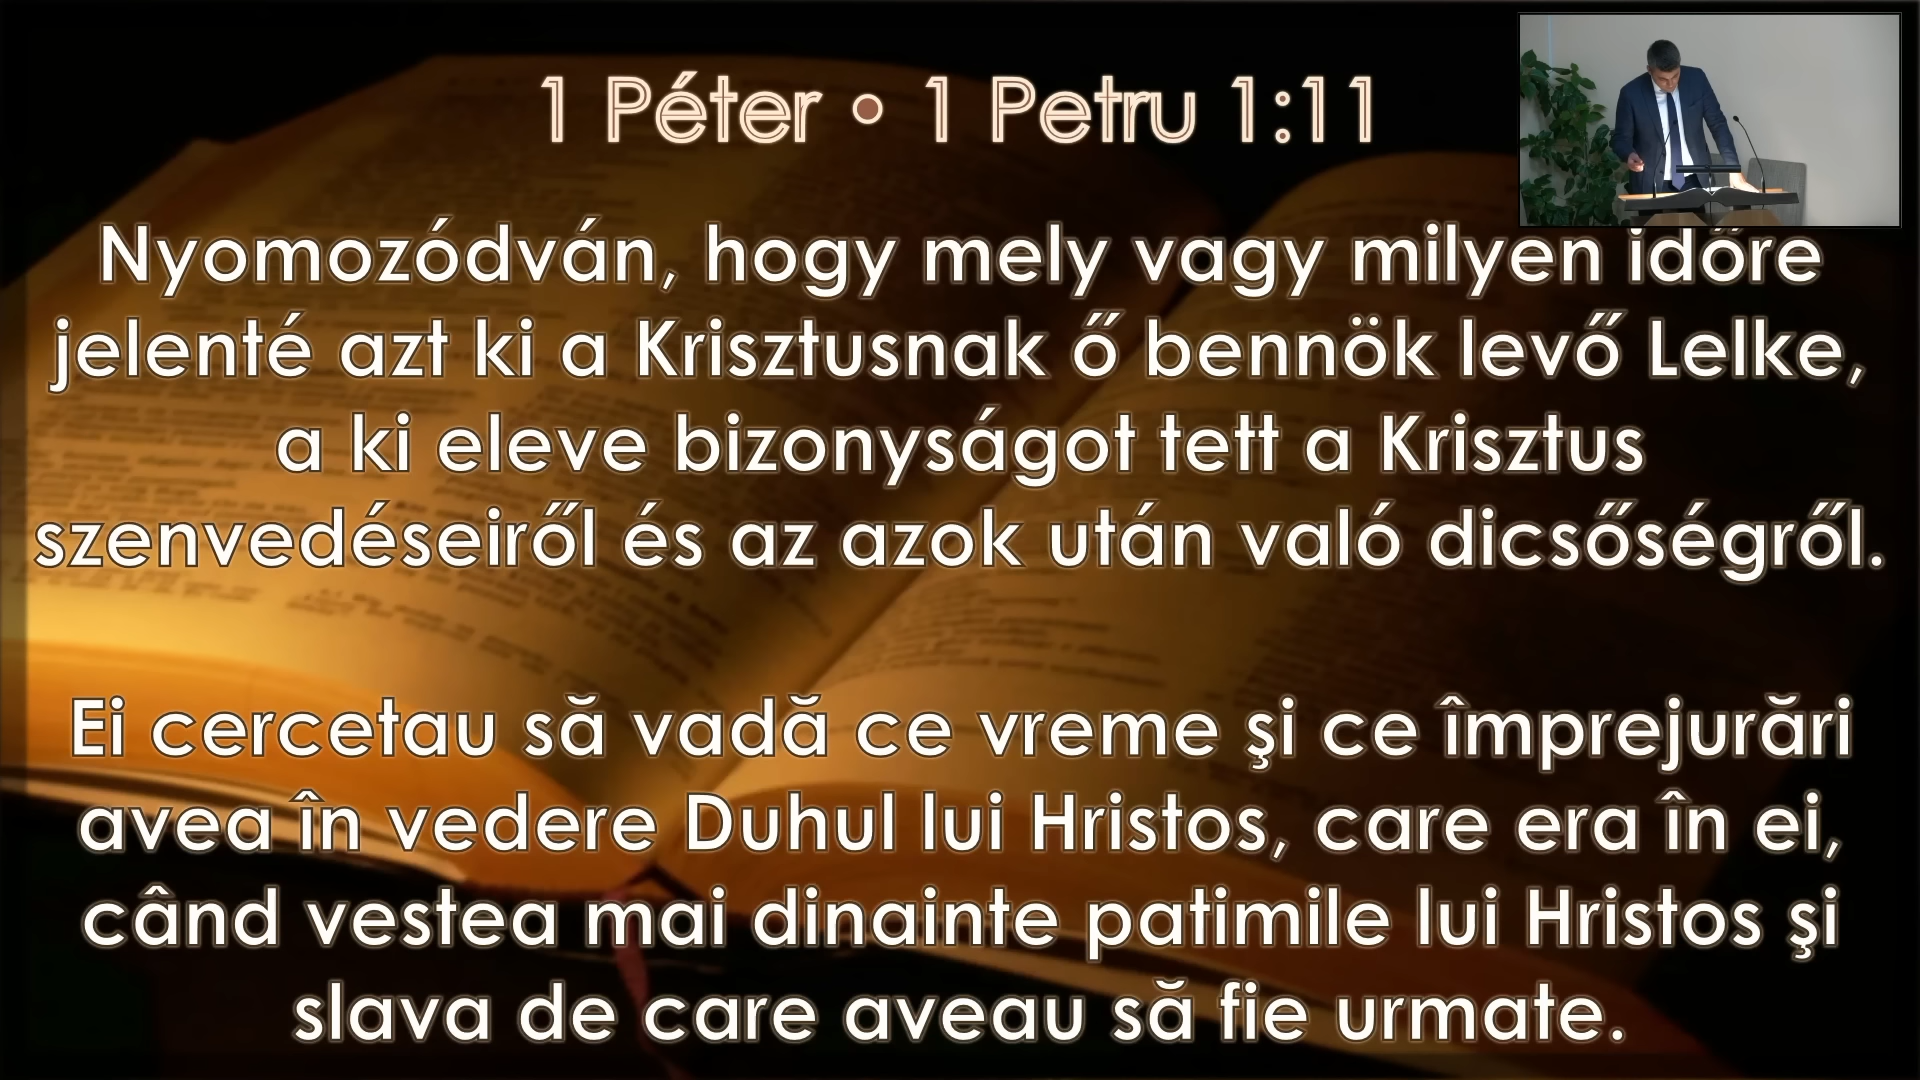 1 Péter • 1 Petru 1:11
Nyomozódván, hogy mely vagy milyen időre
jelenté azt ki a Krisztusnak ő bennök levő Lelke,
a ki eleve bizonyságot tett a Krisztus
szenvedéseiről és az azok után való dicsőségről.
Ei cercetau să vadă ce vreme şi ce împrejurări
avea în vedere Duhul lui Hristos, care era în ei,
când vestea mai dinainte patimile lui Hristos şi
slava de care aveau să fie urmate.